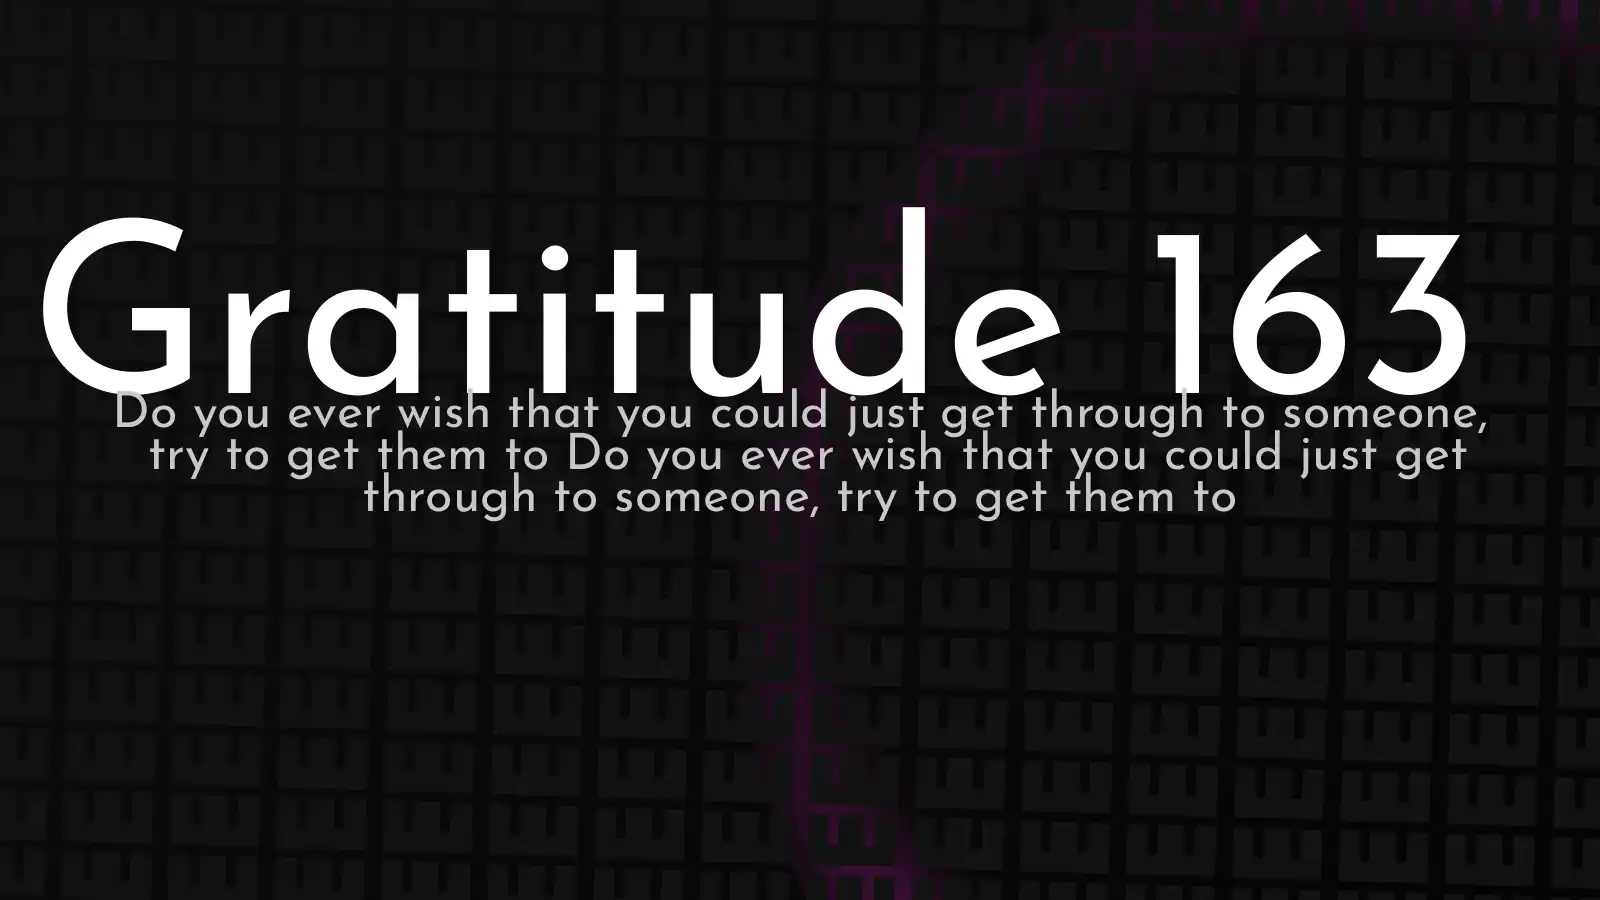 Gratitude 163
Do you ever wish that you could just get through to someone,
try to get them to Do you ever wish that you could just get
through to someone, try to get them to